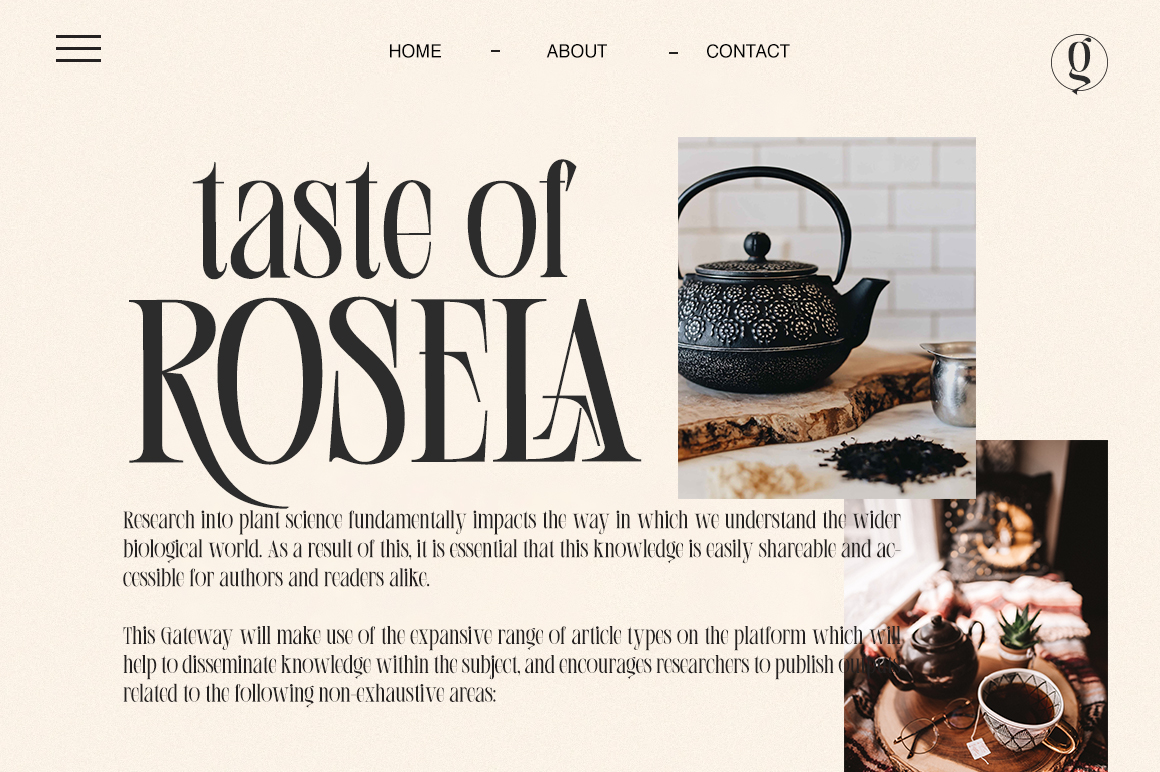 HOME - ABOUT - CONTACT
g
taste of
ROSELA
Research into plant science fundamentally impacts the way in which we understand the wider
biological world. As a result of this, it is essential that this knowledge is easily shareable and ac-
cessible for authors and readers alike.
This Gateway will make use of the expansive range of article types on the platform which will
help to disseminate knowledge within the subject, and encourages researchers to publish
related to the following non-exhaustive areas: